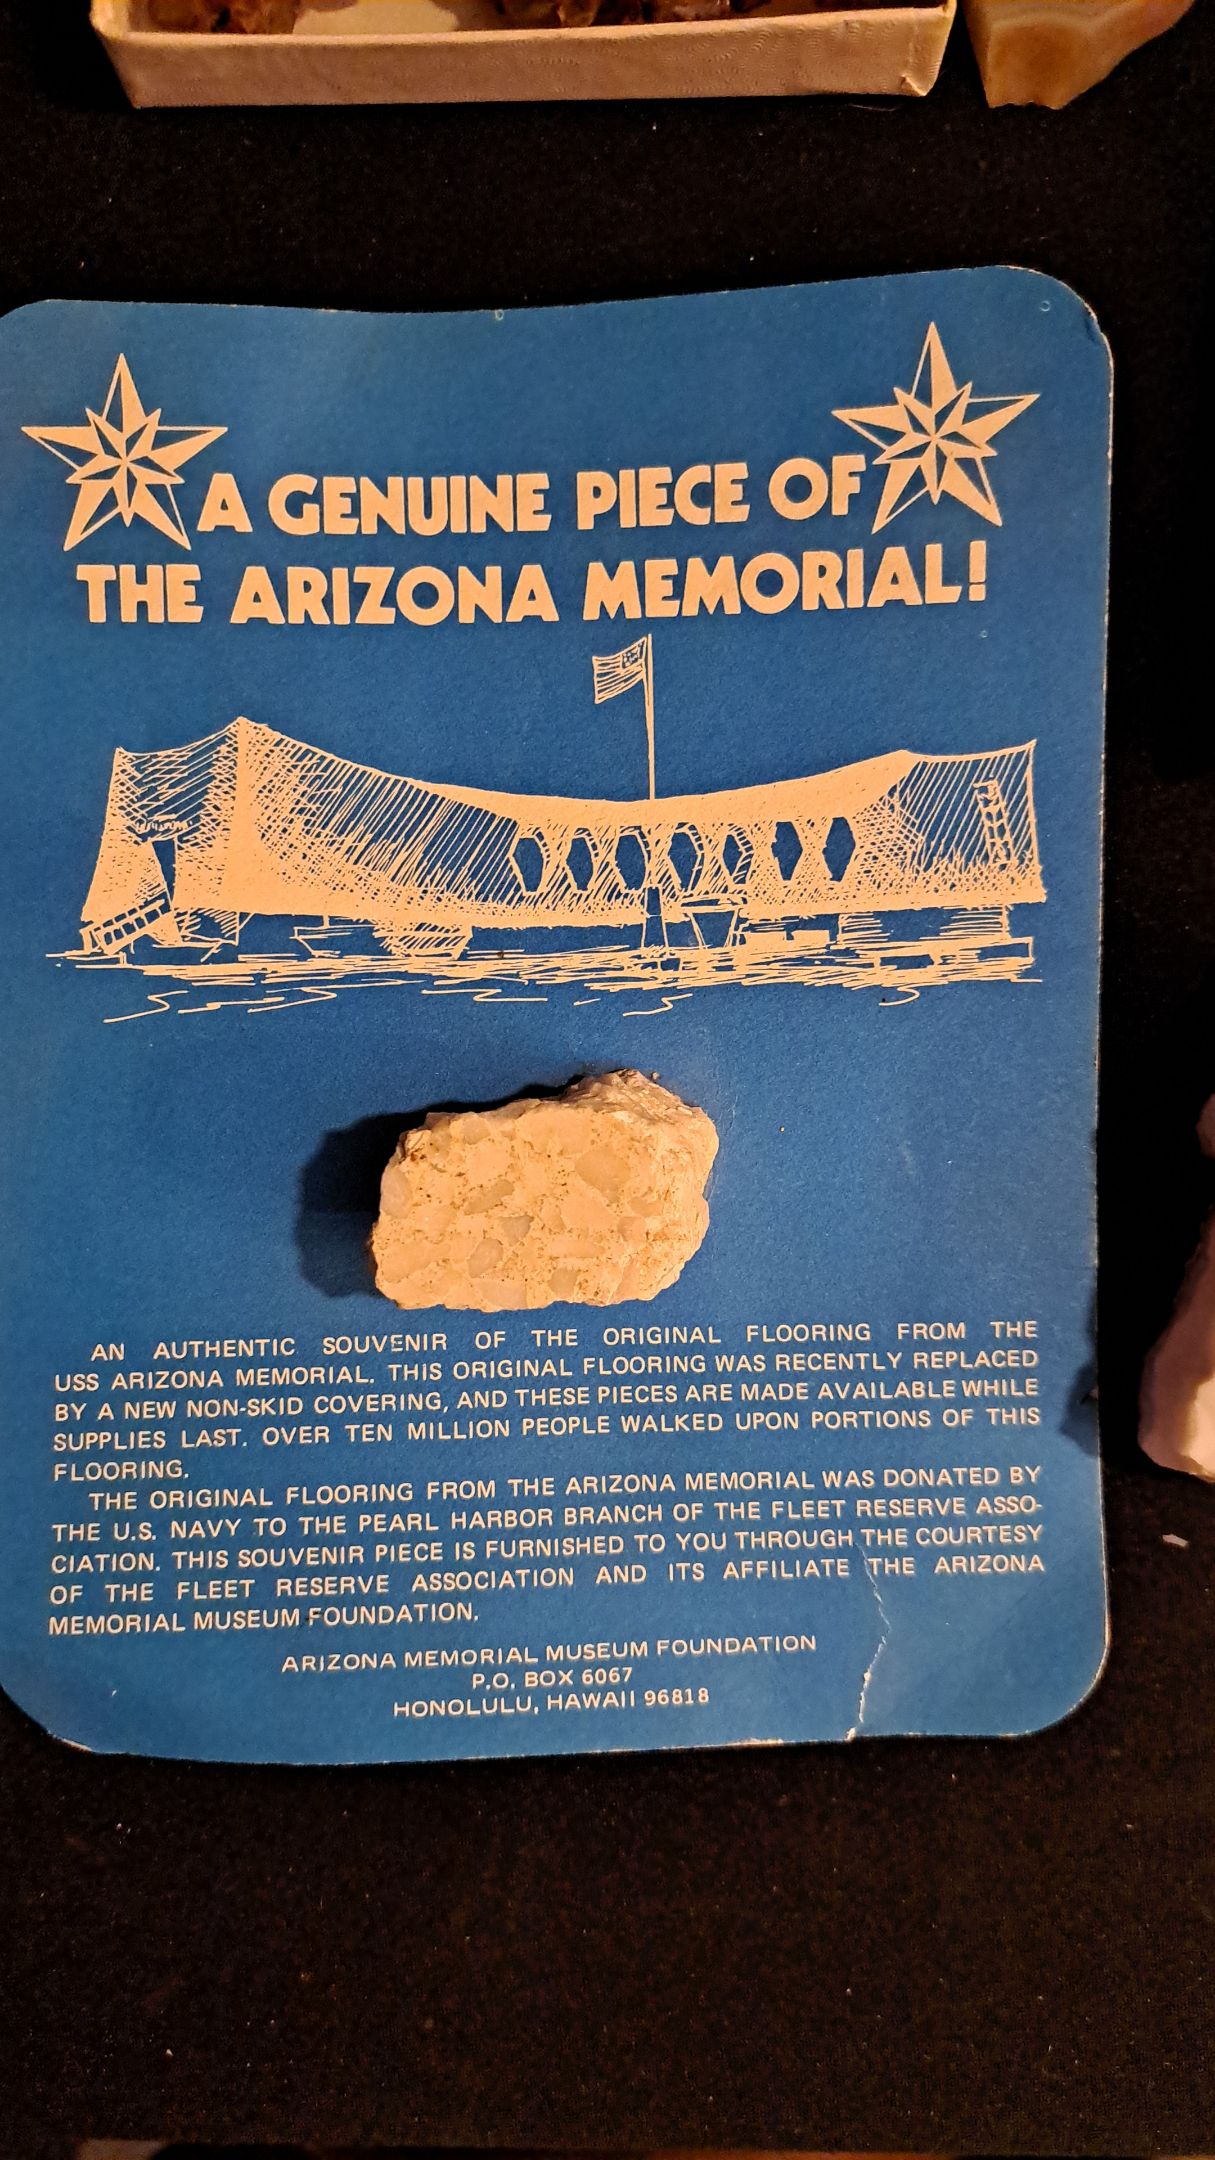 A GENUINE PIECE OF
THE ARIZONA MEMORIAL!
AN AUTHENTIC SOUVENIR OF THE ORIGINAL FLOORING FROM THE
USS ARIZONA MEMORIAL. THIS ORIGINAL FLOORING WAS RECENTLY REPLACED
BY A NEW NON-SKID COVERING, AND THESE PIECES ARE MADE AVAILABLE WHILE
SUPPLIES LAST. OVER TEN MILLION PEOPLE WALKED UPON PORTIONS OF THIS
FLOORING.
THE ORIGINAL FLOORING FROM THE ARIZONA MEMORIAL WAS DONATED BY
THE U.S. NAVY TO THE PEARL HARBOR BRANCH OF THE FLEET RESERVE ASSO-
CIATION. THIS SOUVENIR PIECE IS FURNISHED TO YOU THROUGH THE COURTESY
OF THE FLEET RESERVE ASSOCIATION AND ITS AFFILIATE THE ARIZONA
MEMORIAL MUSEUM FOUNDATION.
ARIZONA MEMORIAL MUSEUM FOUNDATION
P.O. BOX 6067
HONOLULU, HAWAII 96818